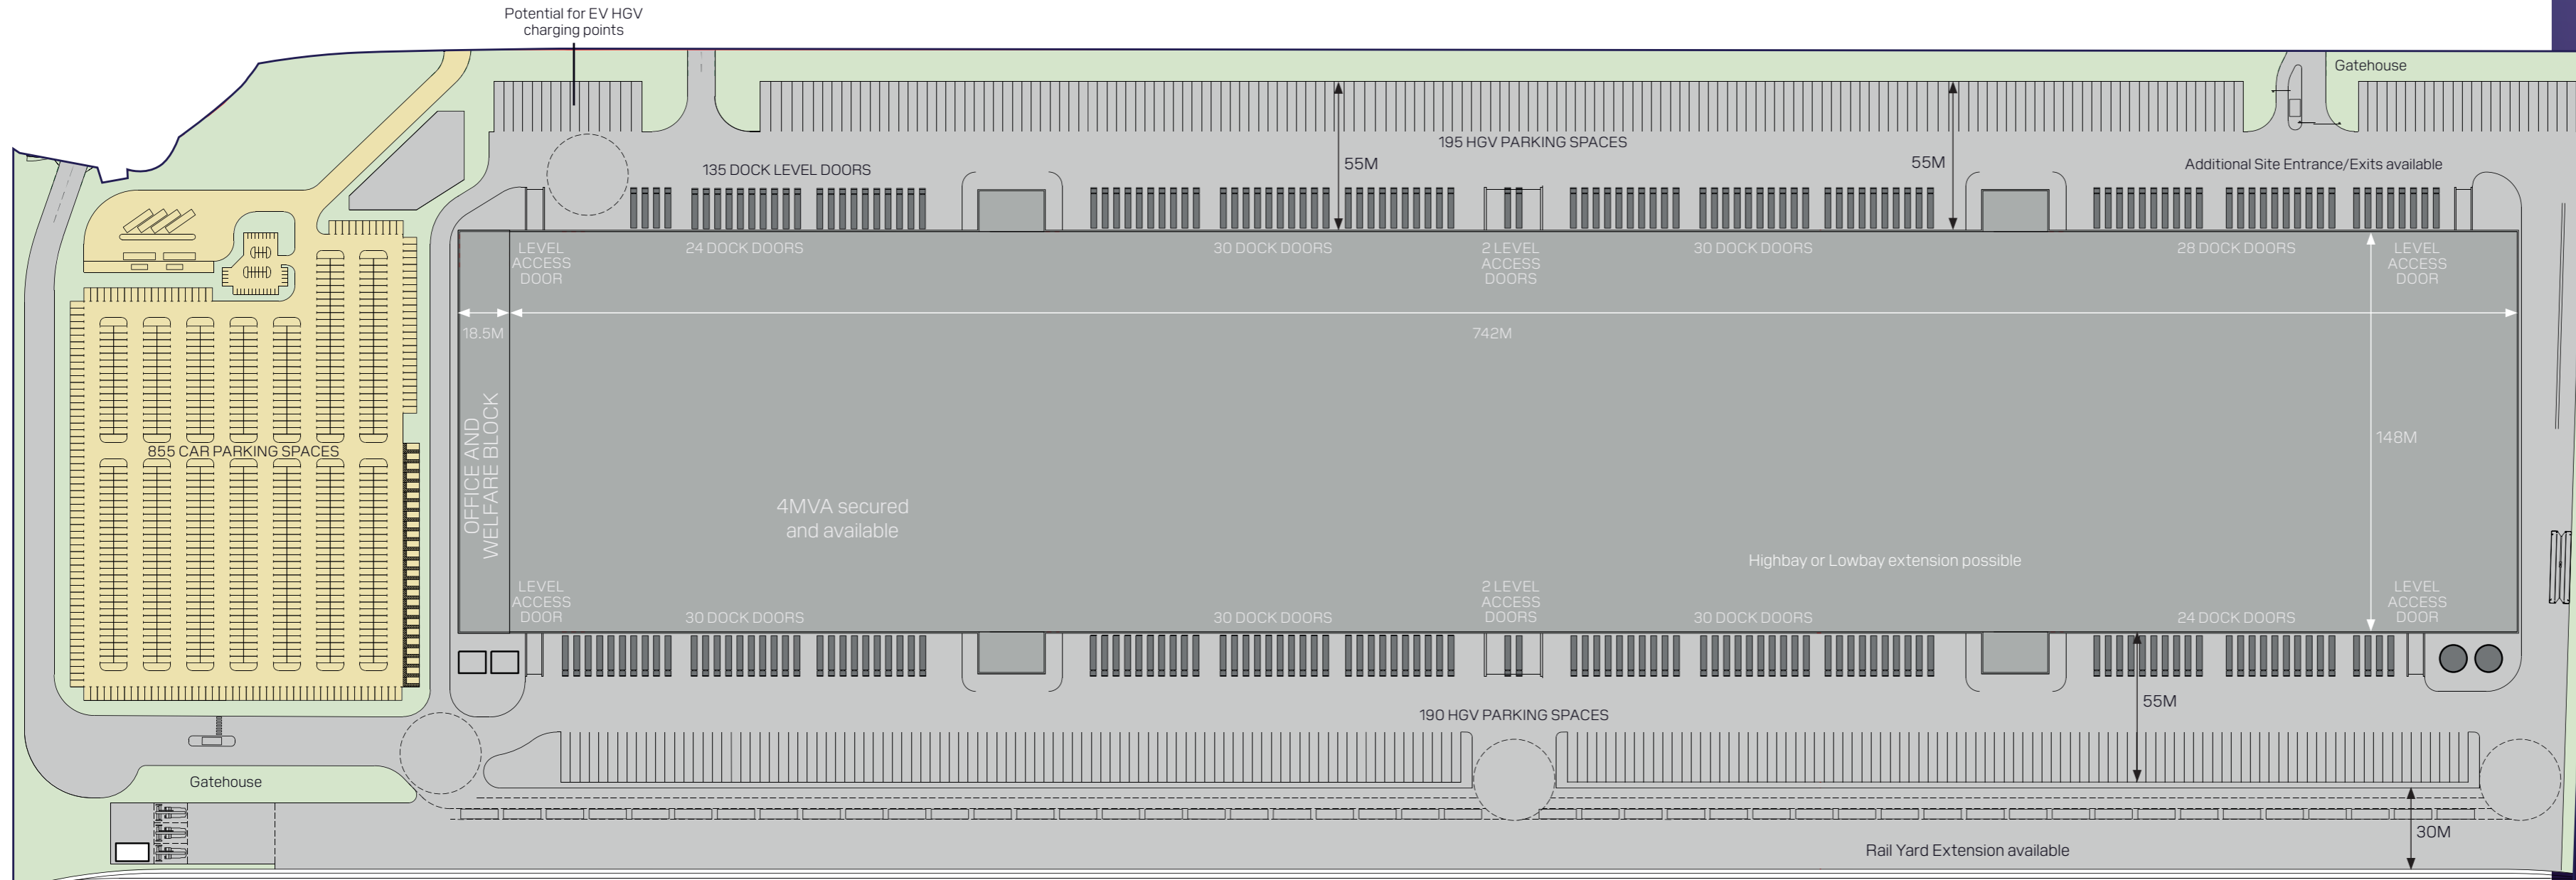 Potential for EV HGV
charging points
Gatehouse
195 HGV PARKING SPACES
55M
55M
Additional Site Entrance/Exits available
135 DOCK LEVEL DOORS
LEVEL
ACCESS
DOOR
24 DOCK DOORS
30 DOCK DOORS
2 LEVEL
ACCESS
DOORS
30 DOCK DOORS
28 DOCK DOORS
LEVEL
ACCESS
DOOR
18.5M
742M
148M
855 CAR PARKING SPACES
OFFICE AND
WELFARE BLOCK
4MVA secured
and available
Highbay or Lowbay extension possible
LEVEL
ACCESS
DOOR
30 DOCK DOORS
30 DOCK DOORS
2 LEVEL
ACCESS
DOORS
30 DOCK DOORS
24 DOCK DOORS
LEVEL
ACCESS
DOOR
190 HGV PARKING SPACES
55M
Gatehouse
30M
Rail Yard Extension available